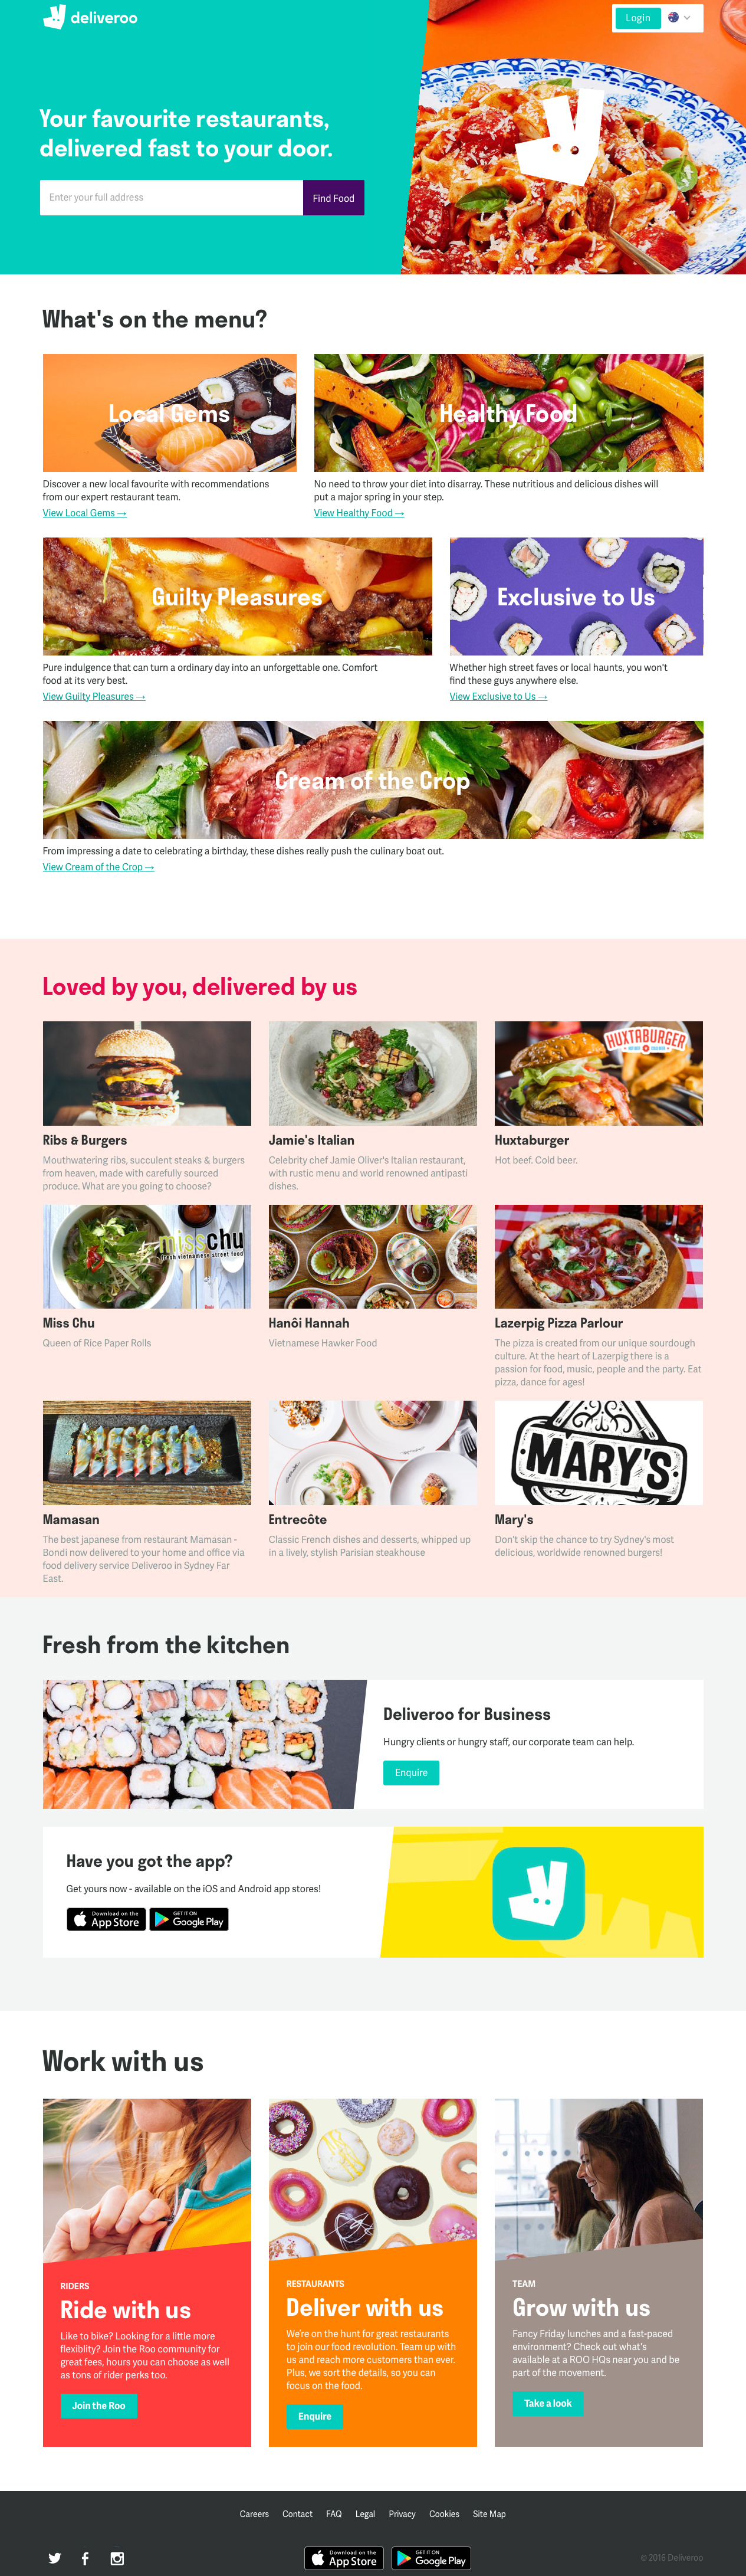 deliveroo
Login
Your favourite restaurants,
delivered fast to your door.
Enter your full address
Find Food
What's on the menu?
Local Gems
Discover a new local favourite with recommendations
from our expert restaurant team.
View Local Gems →
Healthy Food
No need to throw your diet into disarray. These nutritious and delicious dishes will
put a major spring in your step.
View Healthy Food →
Guilty Pleasures
Pure indulgence that can turn a ordinary day into an unforgettable one. Comfort
food at its very best.
View Guilty Pleasures →
Exclusive to Us
Whether high street faves or local haunts, you won't
find these guys anywhere else.
View Exclusive to Us →
Cream of the Crop
From impressing a date to celebrating a birthday, these dishes really push the culinary boat out.
View Cream of the Crop →
Loved by you, delivered by us
Ribs & Burgers
Mouthwatering ribs, succulent steaks & burgers
from heaven, made with carefully sourced
produce. What are you going to choose?
Jamie's Italian
Celebrity chef Jamie Oliver's Italian restaurant,
with rustic menu and world renowned antipasti
dishes.
HUXTABURGER
Huxtaburger
Hot beef. Cold beer.
misschu
fresh vietnamese street food
Miss Chu
Queen of Rice Paper Rolls
Hanôi Hannah
Vietnamese Hawker Food
Lazerpig Pizza Parlour
The pizza is created from our unique sourdough
culture. At the heart of Lazerpig there is a
passion for food, music, people and the party. Eat
pizza, dance for ages!
Mamasan
The best japanese from restaurant Mamasan -
Bondi now delivered to your home and office via
food delivery service Deliveroo in Sydney Far
East.
Entrecôte
Classic French dishes and desserts, whipped up
in a lively, stylish Parisian steakhouse
MARY'S
Mary's
Don't skip the chance to try Sydney's most
delicious, worldwide renowned burgers!
Fresh from the kitchen
Deliveroo for Business
Hungry clients or hungry staff, our corporate team can help.
Enquire
Have you got the app?
Get yours now - available on the iOS and Android app stores!
Download on the
App Store
GET IT ON
Google Play
Work with us
RIDERS
Ride with us
Like to bike? Looking for a little more
flexiblity? Join the Roo community for
great fees, hours you can choose as well
as tons of rider perks too.
Join the Roo
RESTAURANTS
Deliver with us
We're on the hunt for great restaurants
to join our food revolution. Team up with
us and reach more customers than ever.
Plus, we sort the details, so you can
focus on the food.
Enquire
TEAM
Grow with us
Fancy Friday lunches and a fast-paced
environment? Check out what's
available at a ROO HQs near you and be
part of the movement.
Take a look
Careers Contact FAQ Legal Privacy Cookies Site Map
Download on the
App Store
GET IT ON
Google Play
© 2016 Deliveroo